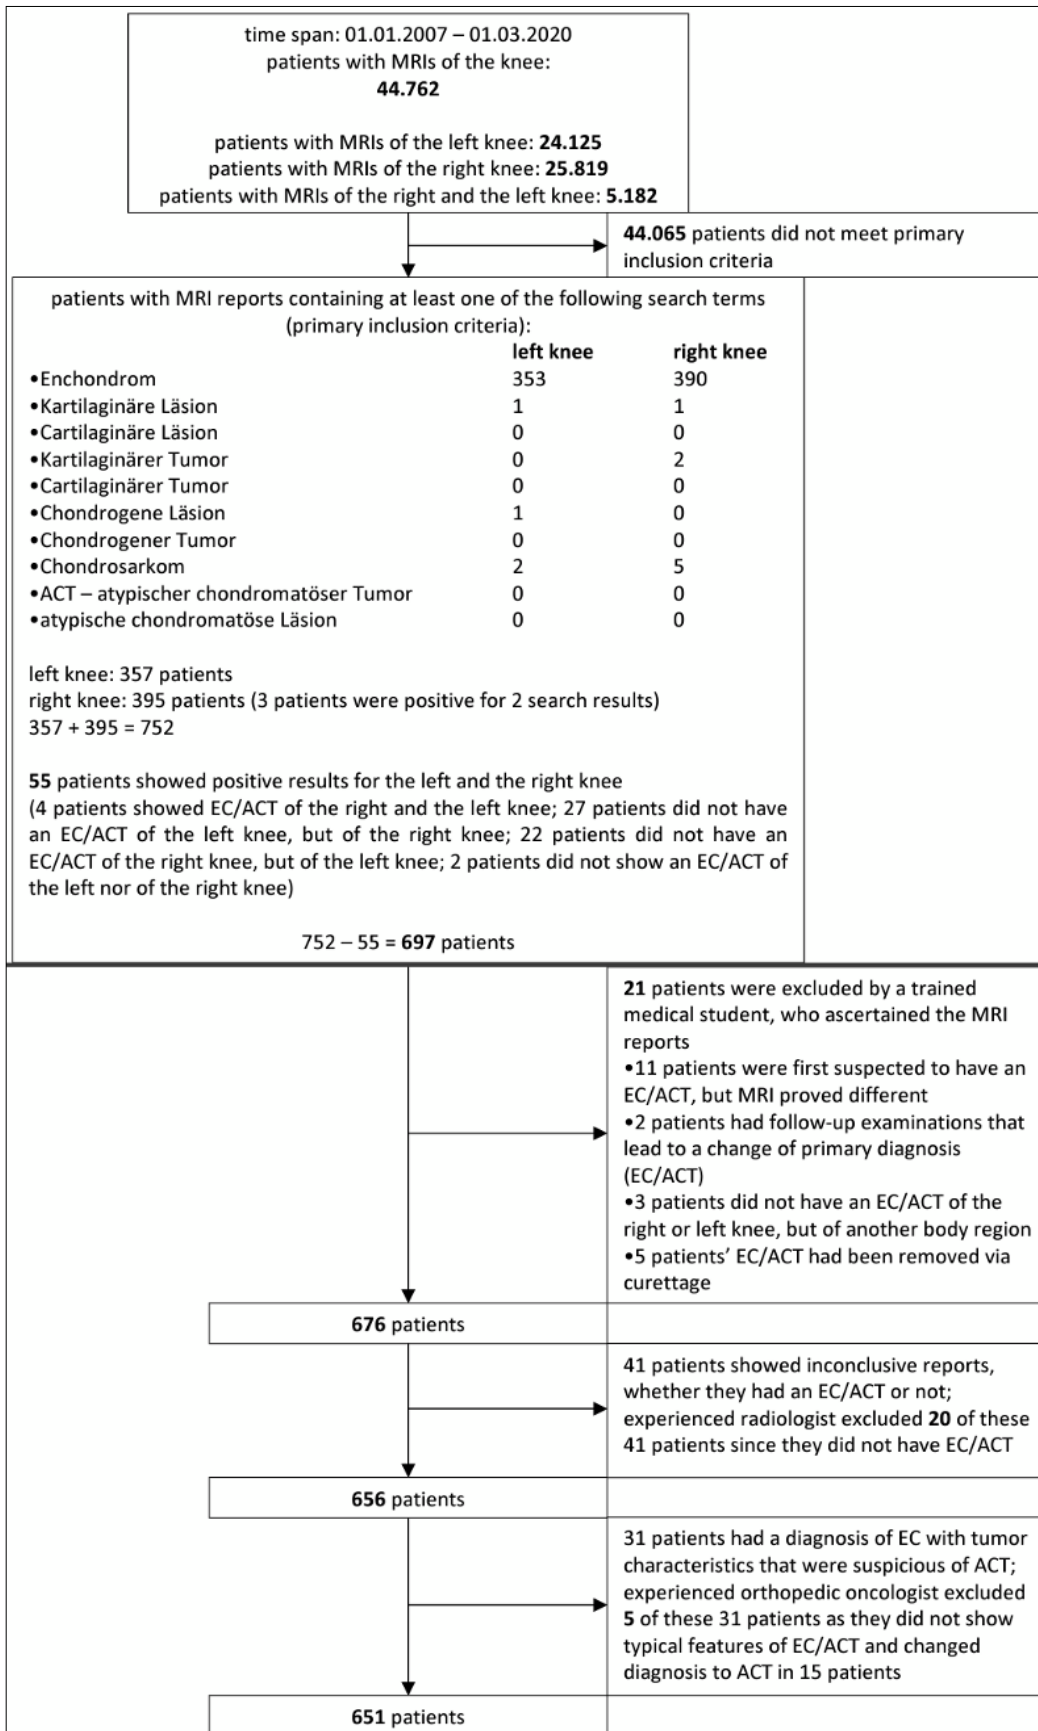 time span: 01.01.2007 – 01.03.2020
patients with MRIs of the knee:
44.762
patients with MRIs of the left knee: 24.125
patients with MRIs of the right knee: 25.819
patients with MRIs of the right and the left knee: 5.182
44.065 patients did not meet primary
inclusion criteria
patients with MRI reports containing at least one of the following search terms
(primary inclusion criteria):
left knee right knee
•Enchondrom 353 390
•Kartilaginäre Läsion 1 1
•Cartilaginäre Läsion 0 0
•Kartilaginärer Tumor 0 2
•Cartilaginärer Tumor 0 0
•Chondrogene Läsion 1 0
•Chondrogener Tumor 0 0
•Chondrosarkom 2 5
•ACT – atypischer chondromatöser Tumor 0 0
•atypische chondromatöse Läsion 0 0
left knee: 357 patients
right knee: 395 patients (3 patients were positive for 2 search results)
357 + 395 = 752
55 patients showed positive results for the left and the right knee
(4 patients showed EC/ACT of the right and the left knee; 27 patients did not have
an EC/ACT of the left knee, but of the right knee; 22 patients did not have an
EC/ACT of the right knee, but of the left knee; 2 patients did not show an EC/ACT of
the left nor of the right knee)
752 – 55 = 697 patients
21 patients were excluded by a trained
medical student, who ascertained the MRI
reports
•11 patients were first suspected to have an
EC/ACT, but MRI proved different
•2 patients had follow-up examinations that
lead to a change of primary diagnosis
(EC/ACT)
•3 patients did not have an EC/ACT of the
right or left knee, but of another body region
•5 patients’ EC/ACT had been removed via
curettage
676 patients
41 patients showed inconclusive reports,
whether they had an EC/ACT or not;
experienced radiologist excluded 20 of these
41 patients since they did not have EC/ACT
656 patients
31 patients had a diagnosis of EC with tumor
characteristics that were suspicious of ACT;
experienced orthopedic oncologist excluded
5 of these 31 patients as they did not show
typical features of EC/ACT and changed
diagnosis to ACT in 15 patients
651 patients